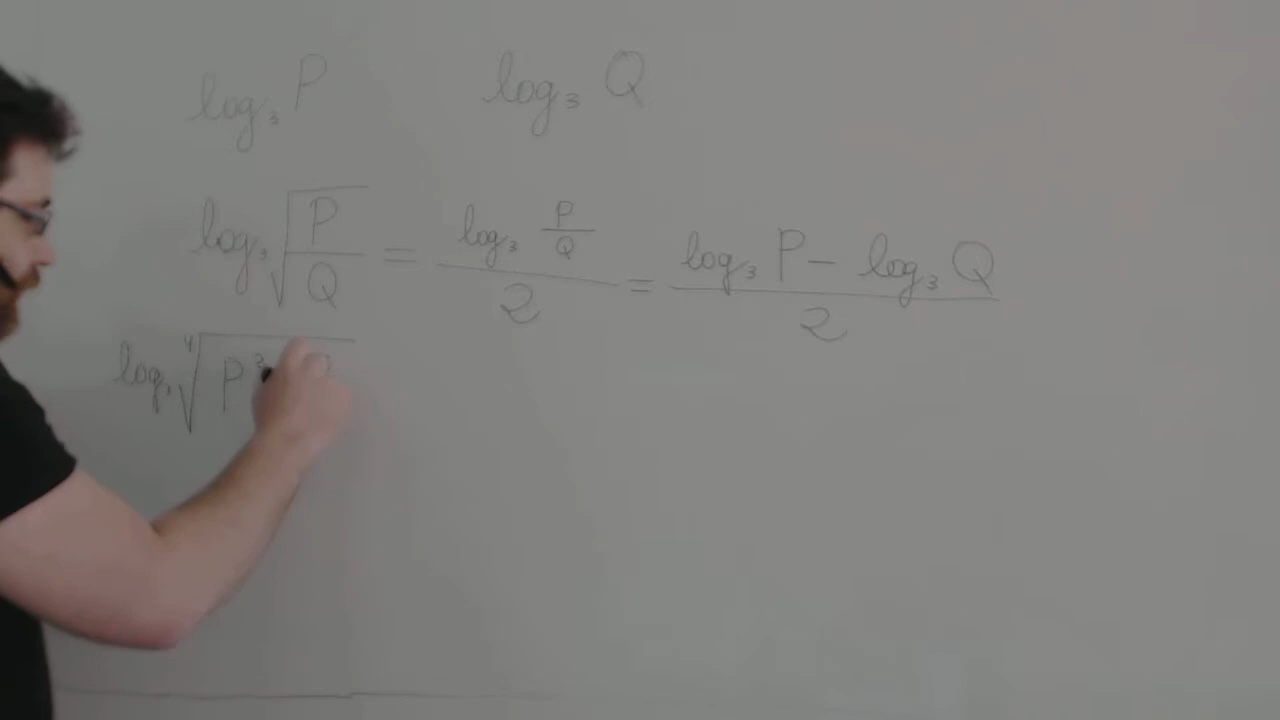 log₃ P log₃ Q
log₃ √(P/Q) = (log₃ P/Q)/2 = (log₃ P − log₃ Q)/2
log₃ ⁴√(P³